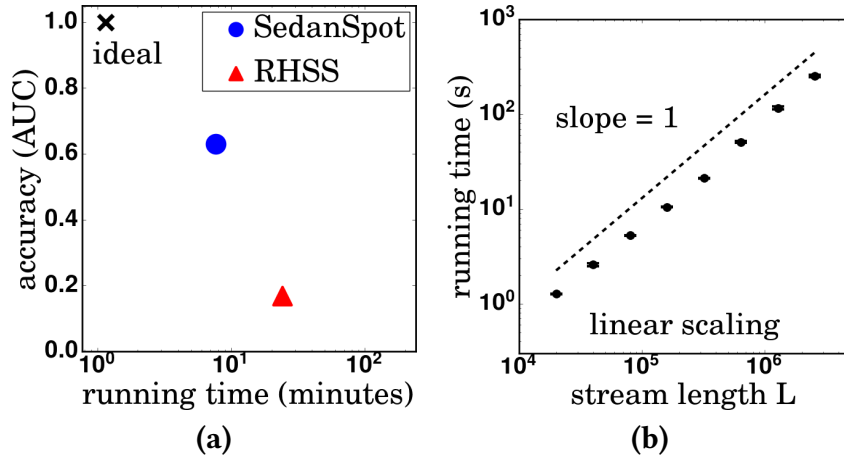 1.0
ideal
SedanSpot
RHSS
0.8
0.6
0.4
0.2
0.0
accuracy (AUC)
10^0
10^1
10^2
running time (minutes)
(a)
10^3
10^2
10^1
10^0
running time (s)
slope = 1
linear scaling
10^4
10^5
10^6
stream length L
(b)